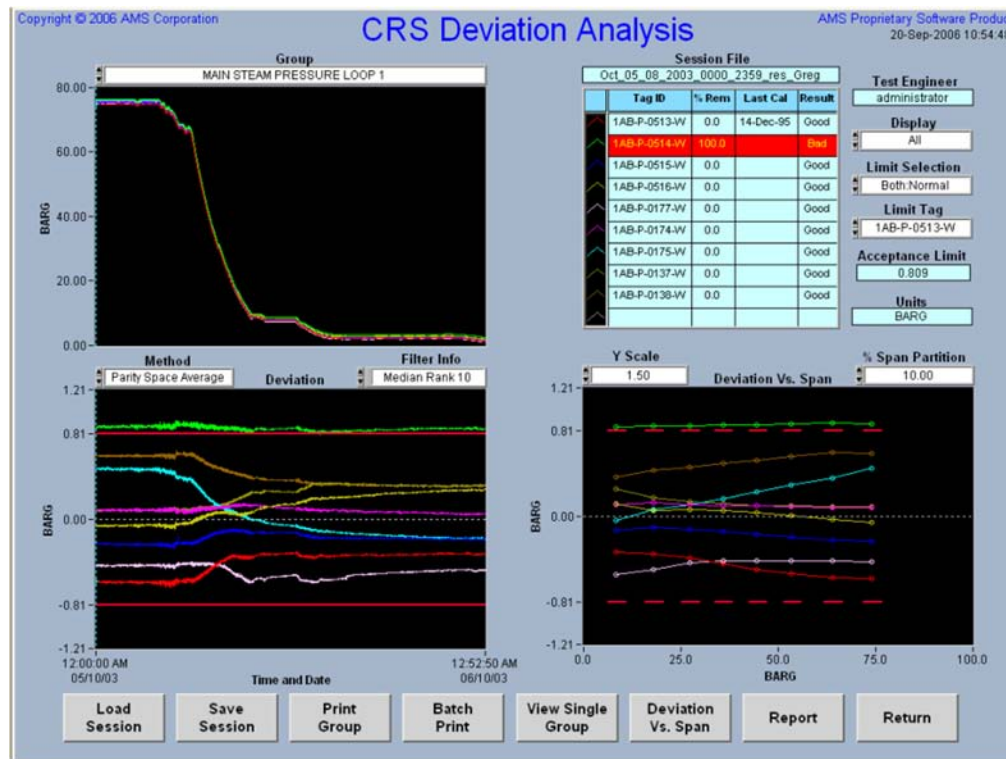 Copyright © 2006 AMS Corporation
CRS Deviation Analysis
AMS Proprietary Software Produc
20-Sep-2006 10:54:48
Group
MAIN STEAM PRESSURE LOOP 1
80.00
60.00
40.00
20.00
0.00
BARG
Session File
Oct_05_08_2003_0000_2359_res_Greg
Tag ID % Rem Last Cal Result
1AB-P-0513-W 0.0 14-Dec-95 Good
1AB-P-0514-W 100.0 Bad
1AB-P-0515-W 0.0 Good
1AB-P-0516-W 0.0 Good
1AB-P-0177-W 0.0 Good
1AB-P-0174-W 0.0 Good
1AB-P-0175-W 0.0 Good
1AB-P-0137-W 0.0 Good
1AB-P-0138-W 0.0 Good
Test Engineer
administrator
Display
All
Limit Selection
Both:Normal
Limit Tag
1AB-P-0513-W
Acceptance Limit
0.809
Units
BARG
Method
Parity Space Average
Deviation
Filter Info
Median Rank 10
1.21
0.81
0.00
-0.81
-1.21
BARG
12:00:00 AM
05/10/03
Time and Date
12:52:50 AM
06/10/03
Y Scale
1.50
Deviation Vs. Span
% Span Partition
10.00
1.21
0.81
0.00
-0.81
-1.21
BARG
0.0 25.0 50.0 75.0 100.0
BARG
Load Session
Save Session
Print Group
Batch Print
View Single Group
Deviation Vs. Span
Report
Return